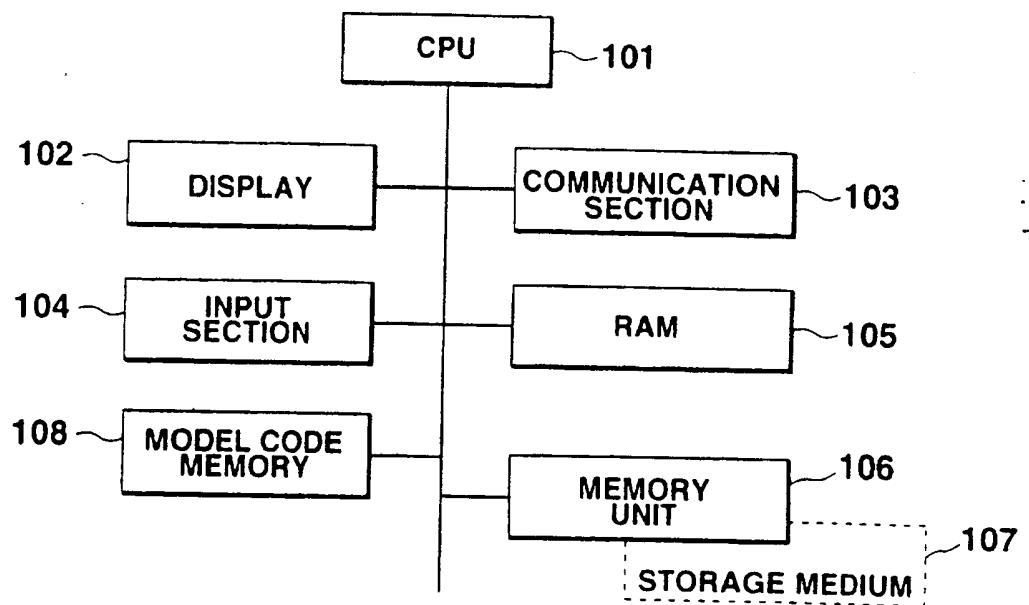 CPU
101
102
DISPLAY
COMMUNICATION
SECTION
103
104
INPUT
SECTION
RAM
105
108
MODEL CODE
MEMORY
MEMORY
UNIT
106
107
STORAGE MEDIUM